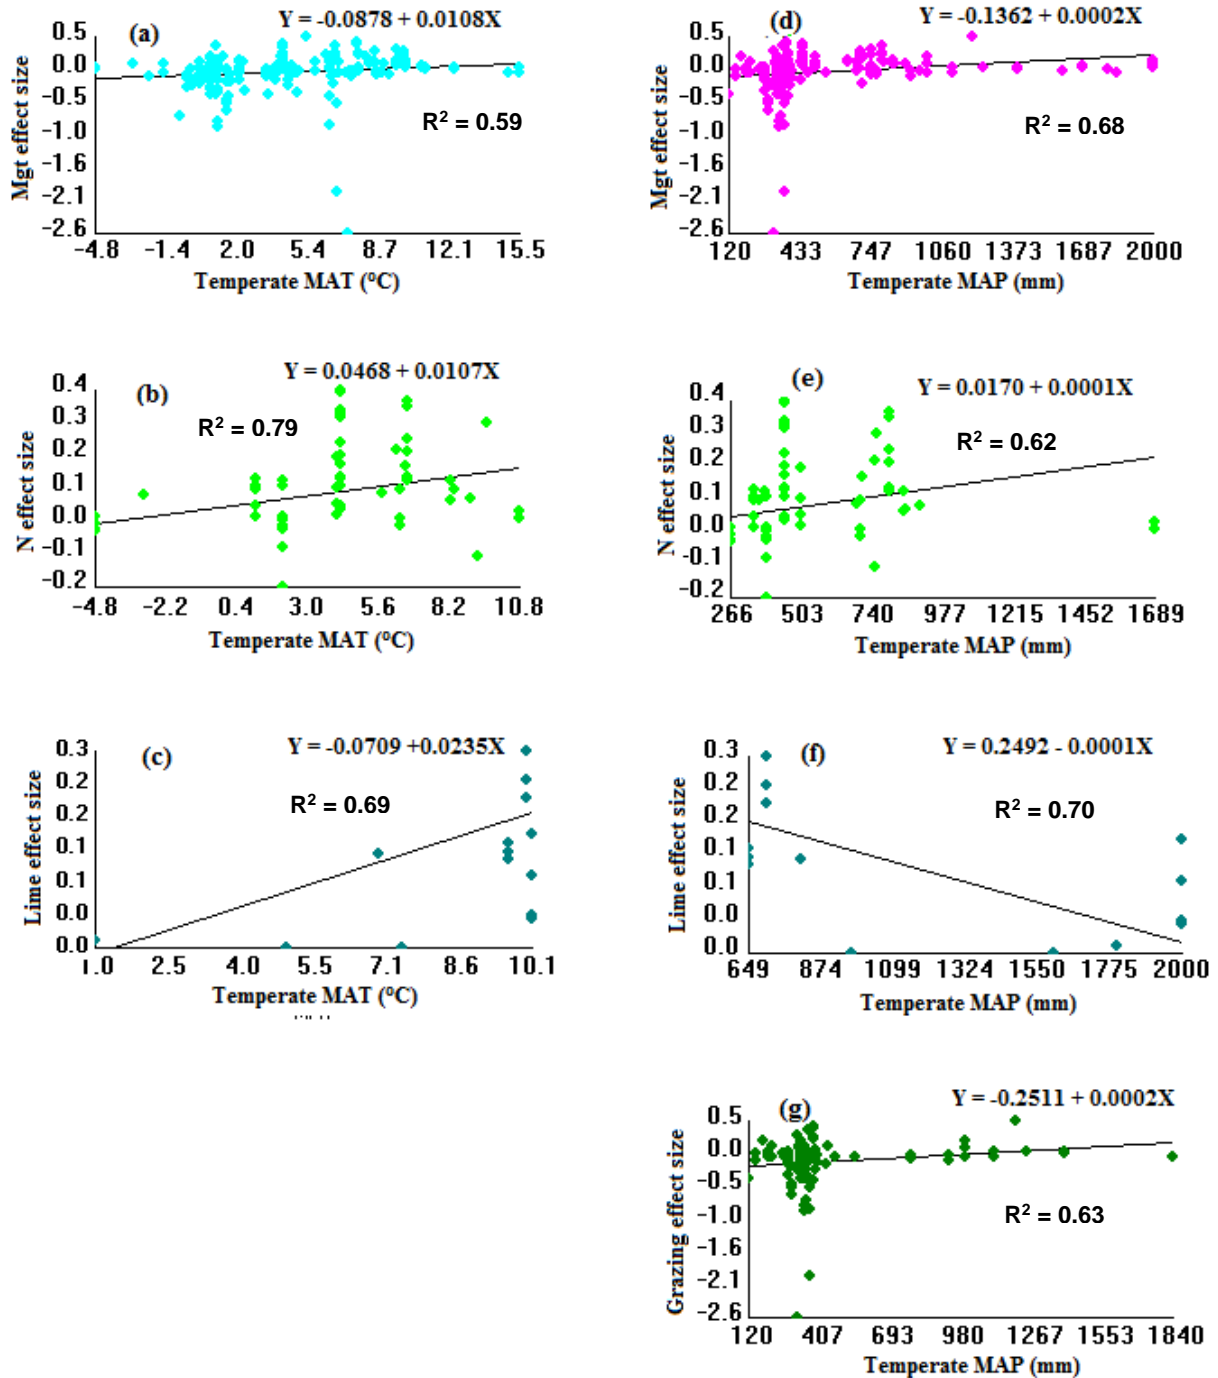 Y = -0.0878 + 0.0108X
(a)
0.5
0.0
-0.5
-1.0
-1.6
-2.1
-2.6
Mgt effect size
R² = 0.59
-4.8 -1.4 2.0 5.4 8.7 12.1 15.5
Temperate MAT (⁰C)
Y = -0.1362 + 0.0002X
(d)
0.5
0.0
-0.5
-1.0
-1.6
-2.1
-2.6
Mgt effect size
R² = 0.68
120 433 747 1060 1373 1687 2000
Temperate MAP (mm)
Y = 0.0468 + 0.0107X
(b)
R² = 0.79
0.4
0.3
0.2
0.1
0.0
-0.1
-0.2
N effect size
-4.8 -2.2 0.4 3.0 5.6 8.2 10.8
Temperate MAT (⁰C)
(e)
Y = 0.0170 + 0.0001X
R² = 0.62
0.4
0.3
0.2
0.1
0.0
-0.1
-0.2
N effect size
266 503 740 977 1215 1452 1689
Temperate MAP (mm)
(c)
Y = -0.0709 +0.0235X
R² = 0.69
0.3
0.2
0.2
0.1
0.1
0.0
0.0
Lime effect size
1.0 2.5 4.0 5.5 7.1 8.6 10.1
Temperate MAT (⁰C)
(f)
Y = 0.2492 - 0.0001X
R² = 0.70
0.3
0.2
0.2
0.1
0.1
0.0
0.0
Lime effect size
649 874 1099 1324 1550 1775 2000
Temperate MAP (mm)
(g)
Y = -0.2511 + 0.0002X
R² = 0.63
0.5
0.0
-0.5
-1.0
-1.6
-2.1
-2.6
Grazing effect size
120 407 693 980 1267 1553 1840
Temperate MAP (mm)